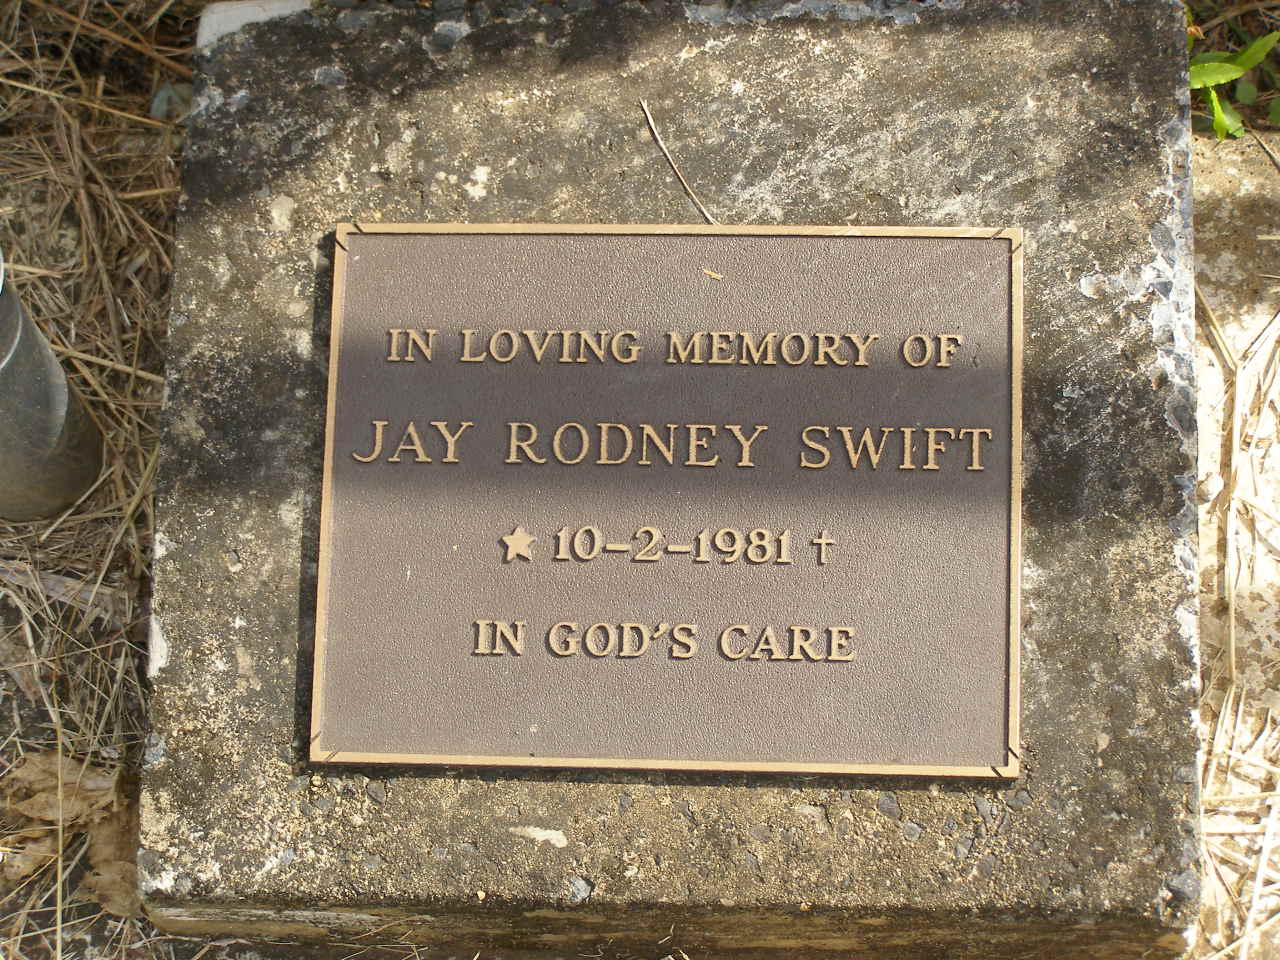 IN LOVING MEMORY OF
JAY RODNEY SWIFT
★ 10-2-1981 †
IN GOD'S CARE